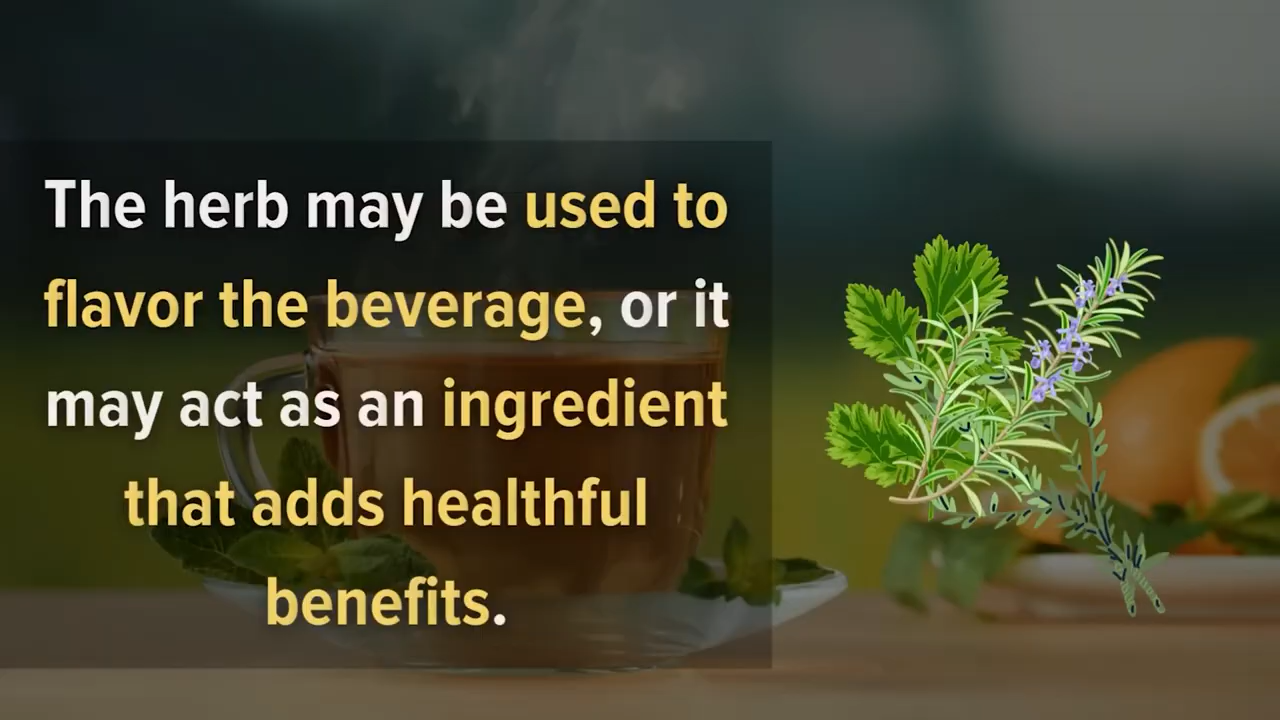 The herb may be used to
flavor the beverage, or it
may act as an ingredient
that adds healthful
benefits.